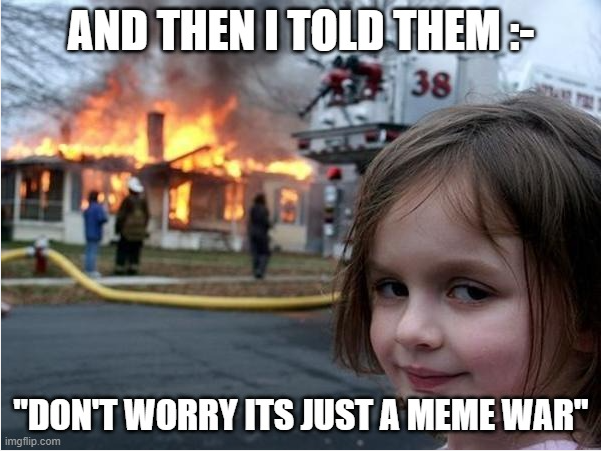 AND THEN I TOLD THEM :-
38
"DON'T WORRY ITS JUST A MEME WAR"
imgflip.com